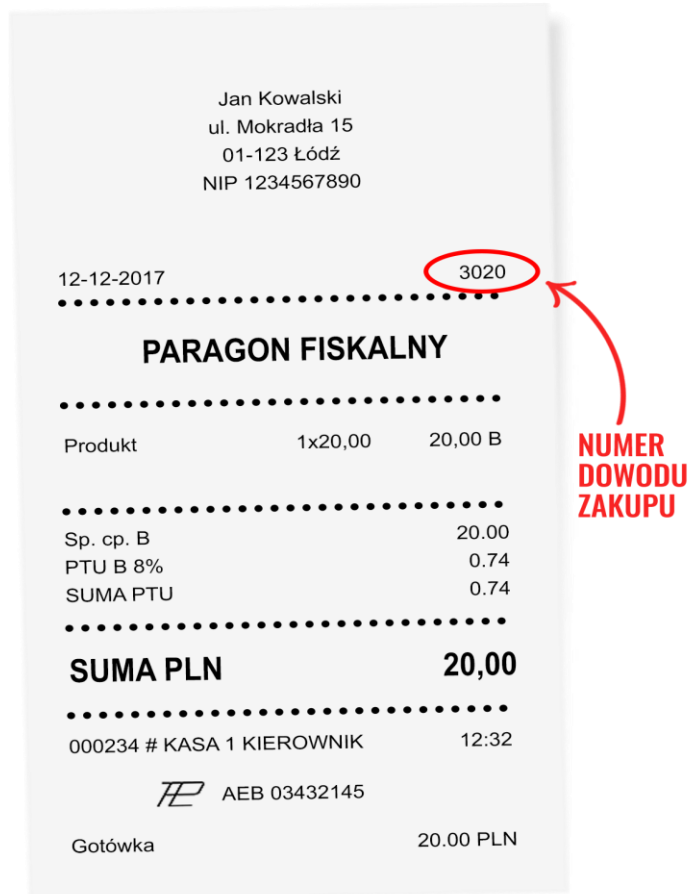 Jan Kowalski
ul. Mokradła 15
01-123 Łódź
NIP 1234567890
12-12-2017 3020
PARAGON FISKALNY
Produkt 1x20,00 20,00 B
NUMER
DOWODU
ZAKUPU
Sp. cp. B 20.00
PTU B 8% 0.74
SUMA PTU 0.74
SUMA PLN 20,00
000234 # KASA 1 KIEROWNIK 12:32
AEB 03432145
Gotówka 20.00 PLN